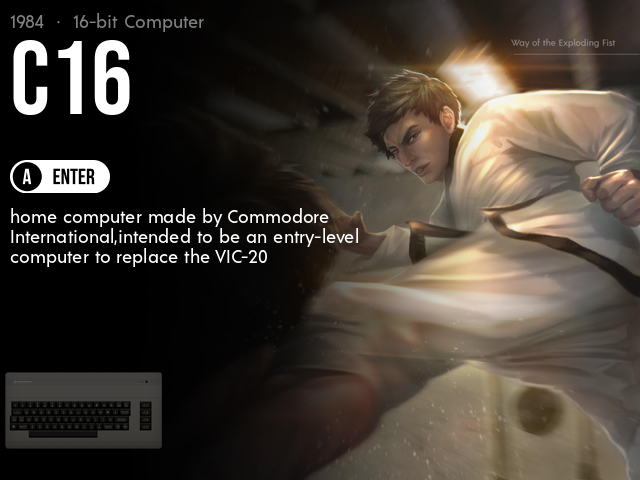 1984 · 16-bit Computer
C16
Way of the Exploding Fist
A ENTER
home computer made by Commodore
International,intended to be an entry-level
computer to replace the VIC-20